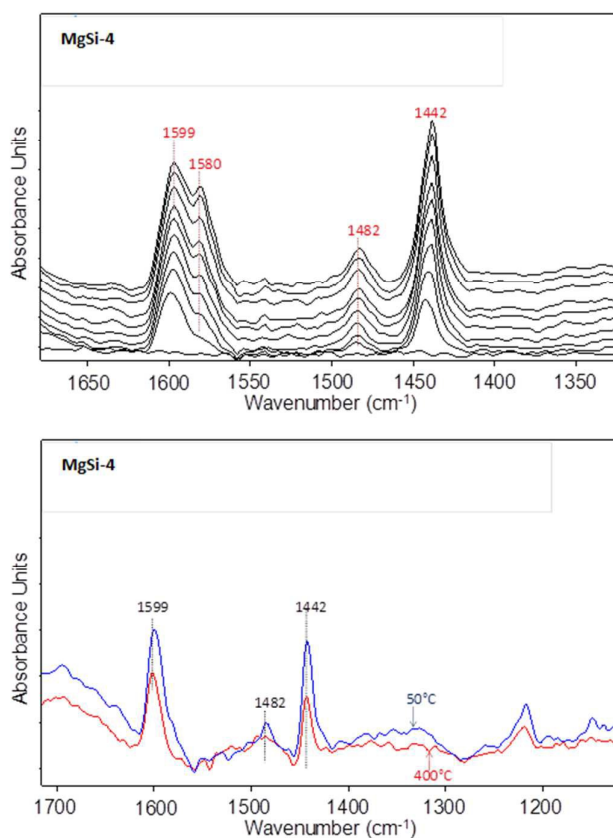 MgSi-4
1442
1599
1580
1482
Absorbance Units
1650 1600 1550 1500 1450 1400 1350
Wavenumber (cm-1)
MgSi-4
1599
1442
1482
50°C
400°C
Absorbance Units
1700 1600 1500 1400 1300 1200
Wavenumber (cm-1)